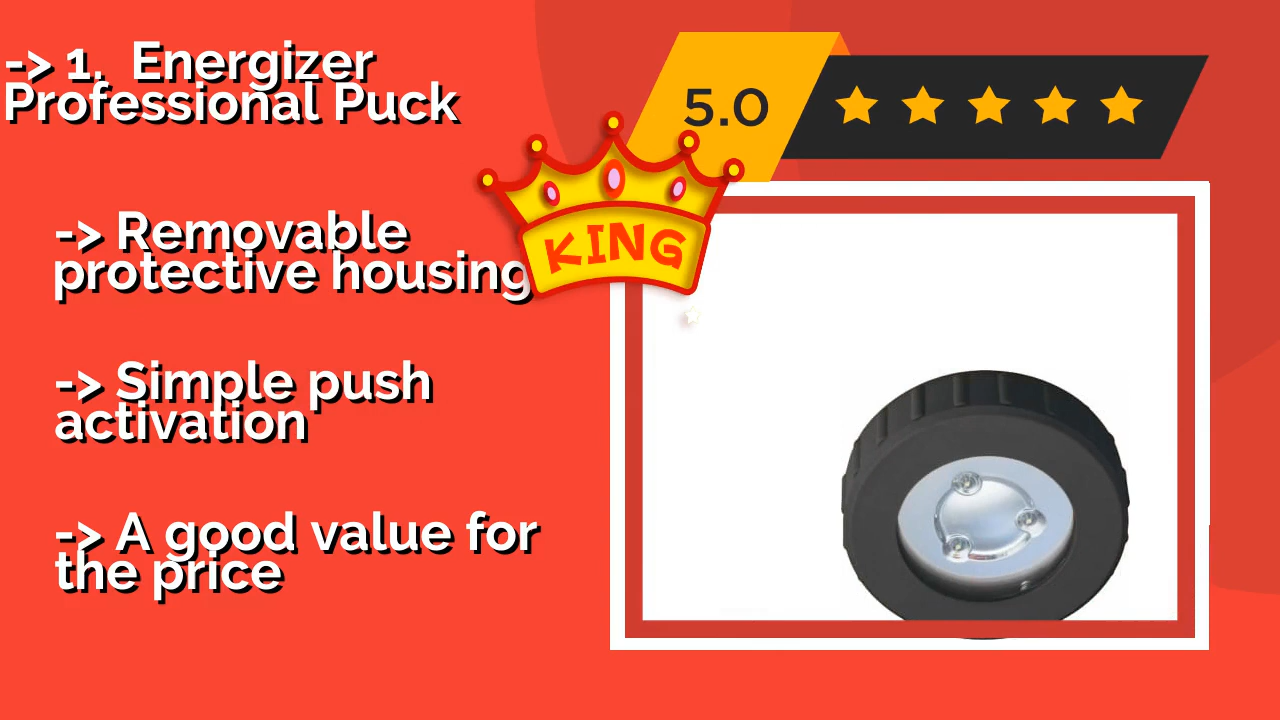 -> 1.  Energizer
Professional Puck
5.0
KING
-> Removable
protective housing
-> Simple push
activation
-> A good value for
the price